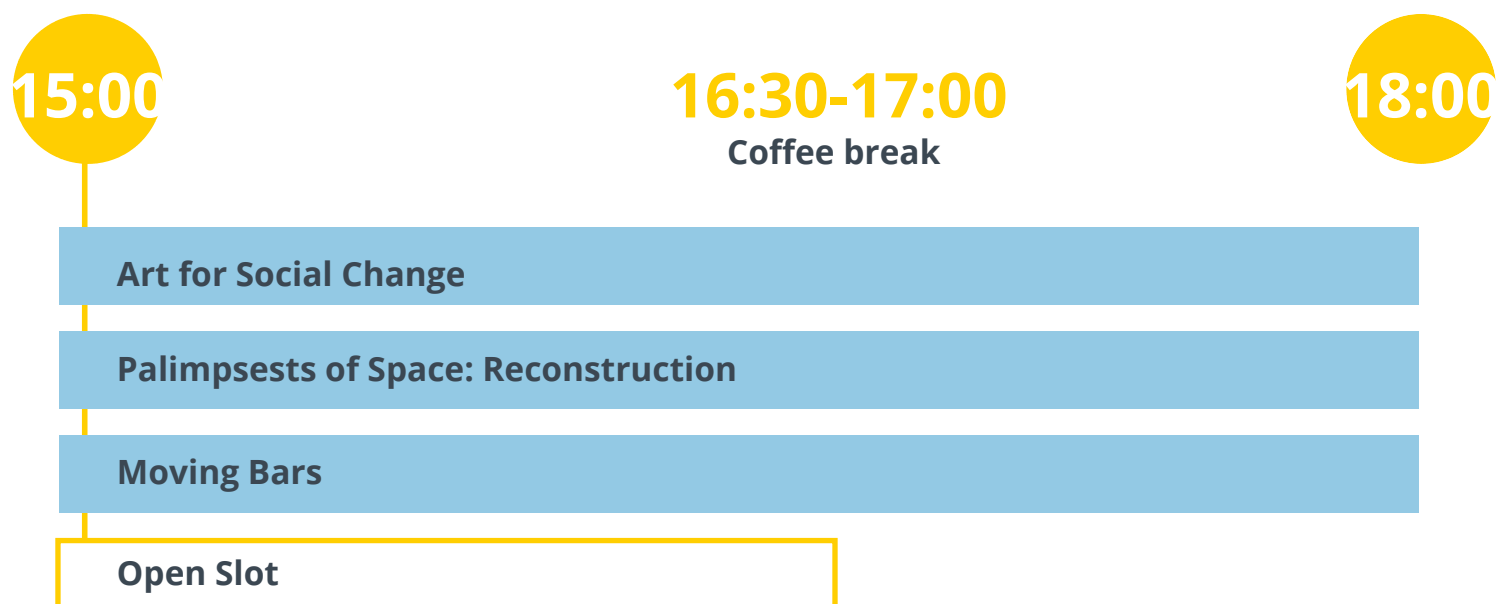 15:00
16:30-17:00
18:00
Coffee break
Art for Social Change
Palimpsests of Space: Reconstruction
Moving Bars
Open Slot